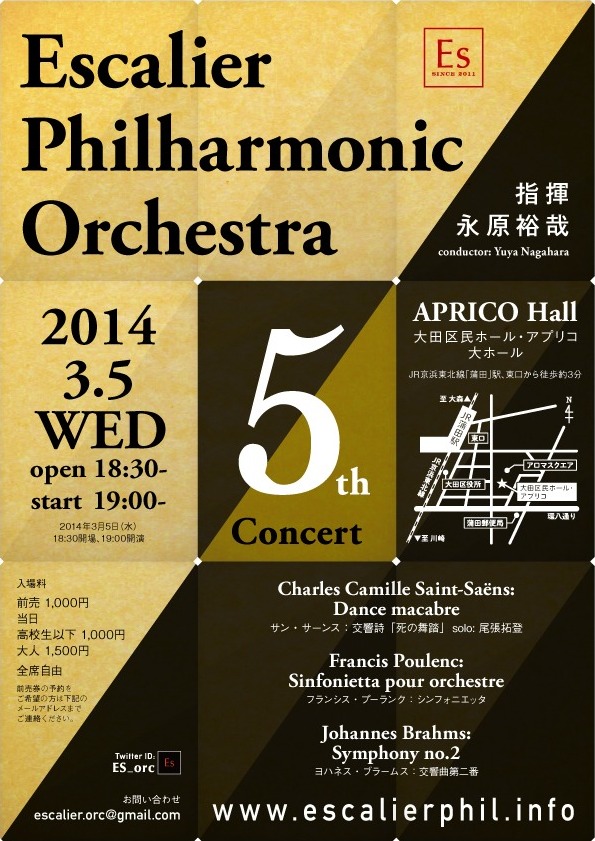 Escalier
Philharmonic
Orchestra
Es
SINCE 2011
指揮
永原裕哉
conductor: Yuya Nagahara
2014
3.5
WED
open 18:30-
start 19:00-
2014年3月5日(水)
18:30開場、19:00開演
5th
Concert
APRICO Hall
大田区民ホール・アプリコ
大ホール
JR京浜東北線「蒲田」駅、東口から徒歩約3分
至 大森▲
N
4
JR蒲田駅
東口
アロマスクエア
JR京浜東北線
大田区役所
大田区民ホール・
アプリコ
環八通り
蒲田郵便局
▼至 川崎
入場料
前売 1,000円
当日
高校生以下 1,000円
大人 1,500円
全席自由
前売券の予約を
ご希望の方は下記の
メールアドレスまで
ご連絡ください。
Twitter ID:
ES_orc
Es
お問い合わせ
escalier.orc@gmail.com
Charles Camille Saint-Saëns:
Dance macabre
サン・サーンス：交響詩「死の舞踏」 solo: 尾張拓登
Francis Poulenc:
Sinfonietta pour orchestre
フランシス・プーランク：シンフォニエッタ
Johannes Brahms:
Symphony no.2
ヨハネス・ブラームス：交響曲第二番
www.escalierphil.info